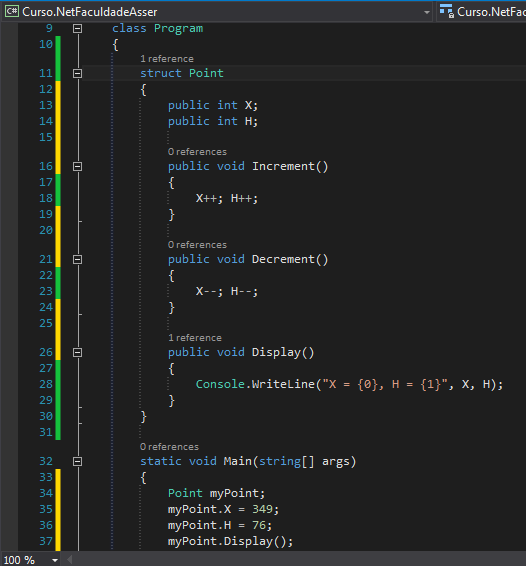 C# Curso.NetFaculdadeAsser Curso.NetFac
9 class Program
10 {
1 reference
11 struct Point
12 {
13 public int X;
14 public int H;
15
0 references
16 public void Increment()
17 {
18 X++; H++;
19 }
20
0 references
21 public void Decrement()
22 {
23 X--; H--;
24 }
25
1 reference
26 public void Display()
27 {
28 Console.WriteLine("X = {0}, H = {1}", X, H);
29 }
30 }
31
0 references
32 static void Main(string[] args)
33 {
34 Point myPoint;
35 myPoint.X = 349;
36 myPoint.H = 76;
37 myPoint.Display();
100 %